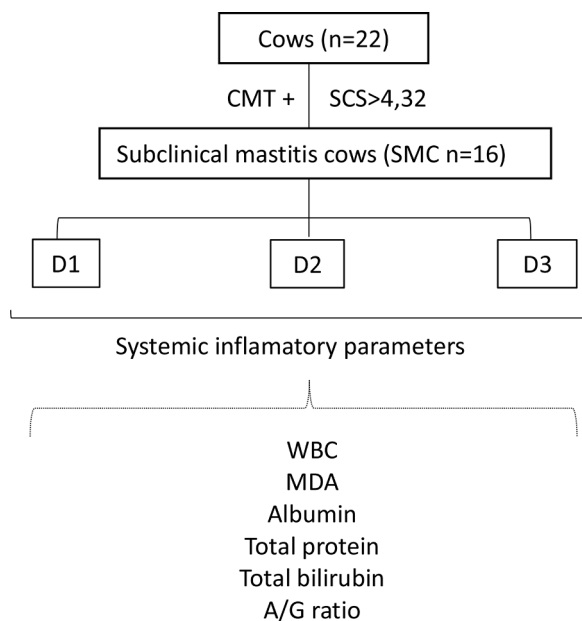 Cows (n=22)
CMT + SCS>4,32
Subclinical mastitis cows (SMC n=16)
D1 D2 D3
Systemic inflamatory parameters
WBC
MDA
Albumin
Total protein
Total bilirubin
A/G ratio